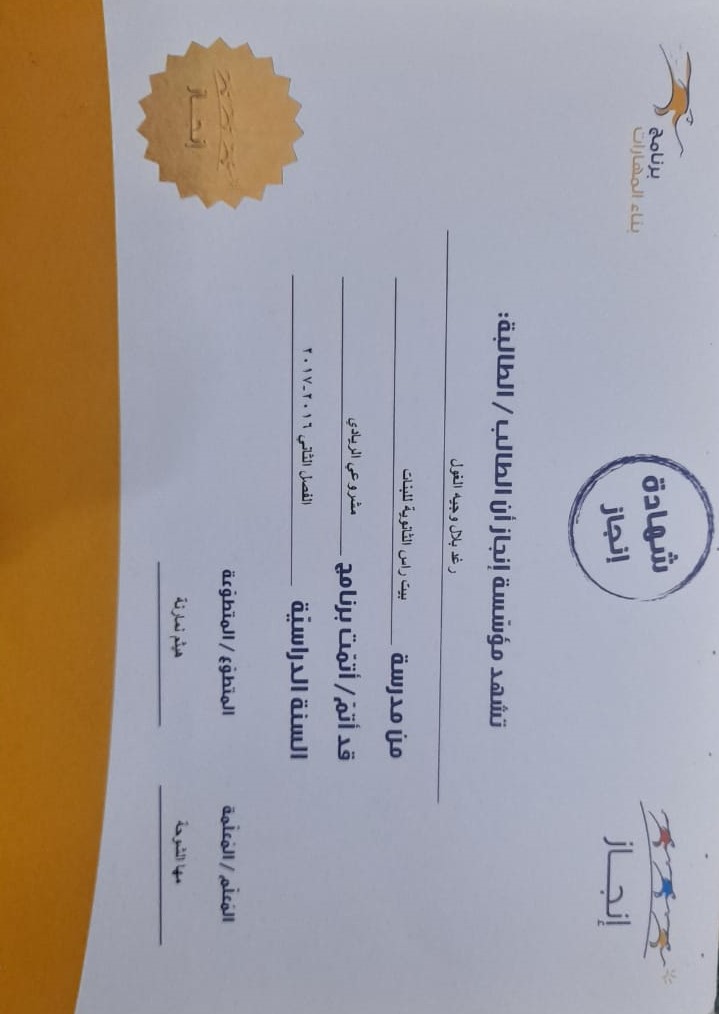 إنجاز
شهادة
إنجاز
برنامج
بناء المهارات
تشهد مؤسّسة إنجاز أن الطالب / الطالبة:
رغد بلال وجيه الغول
من مدرسة بيت راس الثانوية للبنات
قد أتمّ / أتمّت برنامج مشروعي الريادي
السنة الدراسيّة الفصل الثاني ٢٠١٦-٢٠١٧
المَعلّم / المَعلّمة
المتطوّع / المتطوّعة
مها الشوحة
هيثم نمارنة
إنجاز